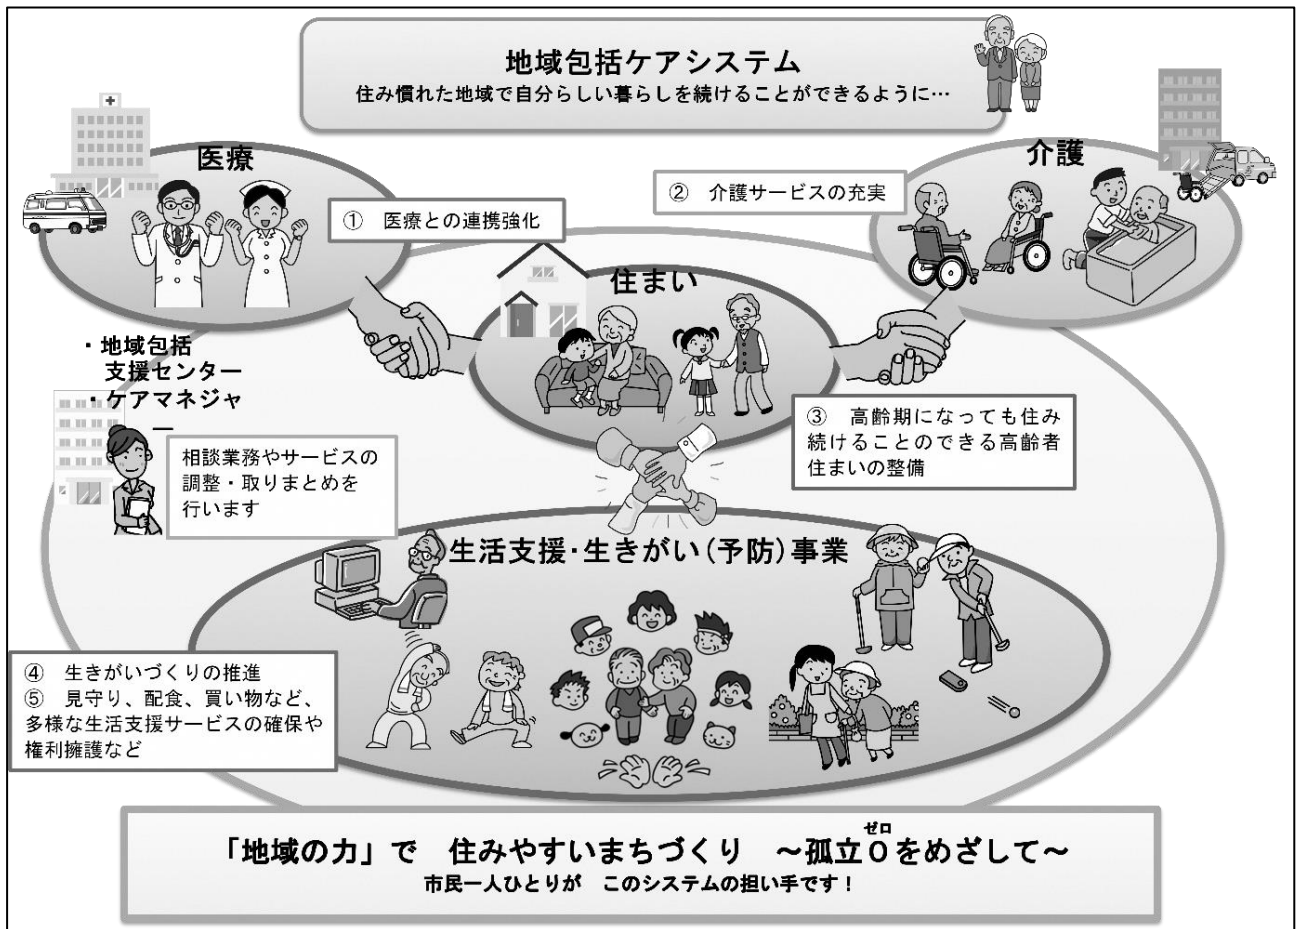 地域包括ケアシステム
住み慣れた地域で自分らしい暮らしを続けることができるように…
医療
介護
① 医療との連携強化
② 介護サービスの充実
住まい
・地域包括
支援センター
・ケアマネジャ
ー
相談業務やサービスの
調整・取りまとめを
行います
③ 高齢期になっても住み
続けることのできる高齢者
住まいの整備
生活支援・生きがい(予防)事業
④ 生きがいづくりの推進
⑤ 見守り、配食、買い物など、
多様な生活支援サービスの確保や
権利擁護など
ゼロ
「地域の力」で 住みやすいまちづくり ～孤立0をめざして～
市民一人ひとりが このシステムの担い手です！